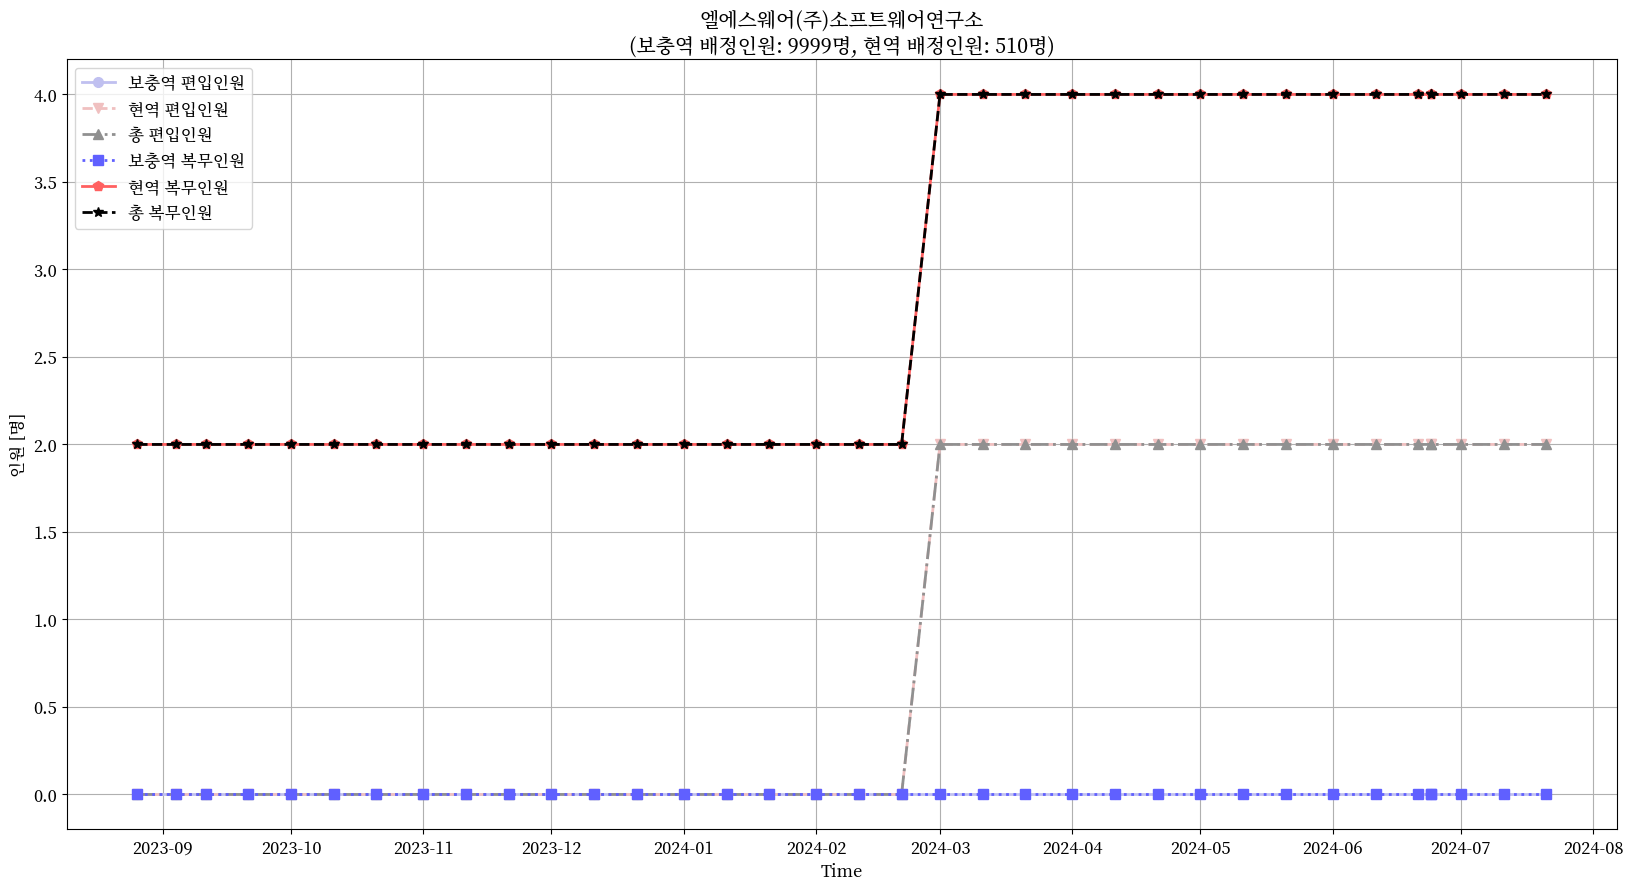 엘에스웨어(주)소프트웨어연구소
(보충역 배정인원: 9999명, 현역 배정인원: 510명)
보충역 편입인원
현역 편입인원
총 편입인원
보충역 복무인원
현역 복무인원
총 복무인원
4.0
3.5
3.0
2.5
2.0
1.5
1.0
0.5
0.0
인원 [명]
2023-09
2023-10
2023-11
2023-12
2024-01
2024-02
2024-03
2024-04
2024-05
2024-06
2024-07
2024-08
Time